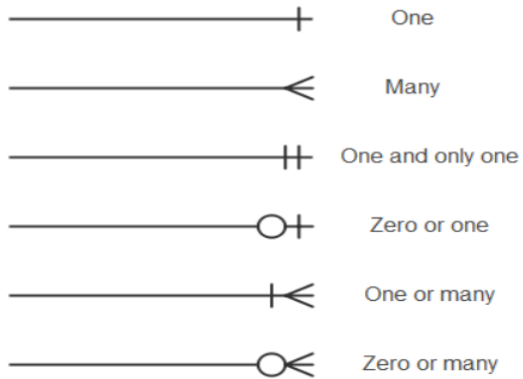 One
Many
One and only one
Zero or one
One or many
Zero or many